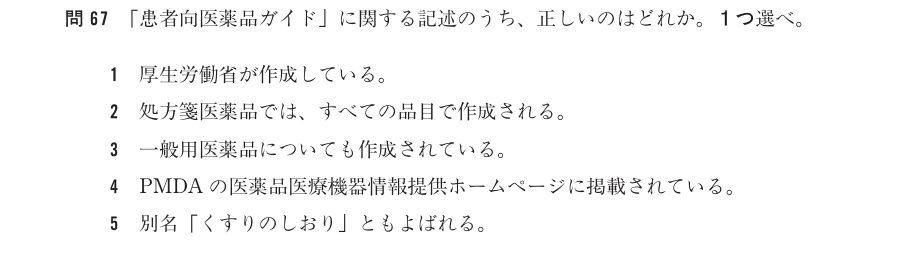 問 67 「患者向医薬品ガイド」に関する記述のうち、正しいのはどれか。1つ選べ。
1 厚生労働省が作成している。
2 処方箋医薬品では、すべての品目で作成される。
3 一般用医薬品についても作成されている。
4 PMDA の医薬品医療機器情報提供ホームページに掲載されている。
5 別名「くすりのしおり」ともよばれる。